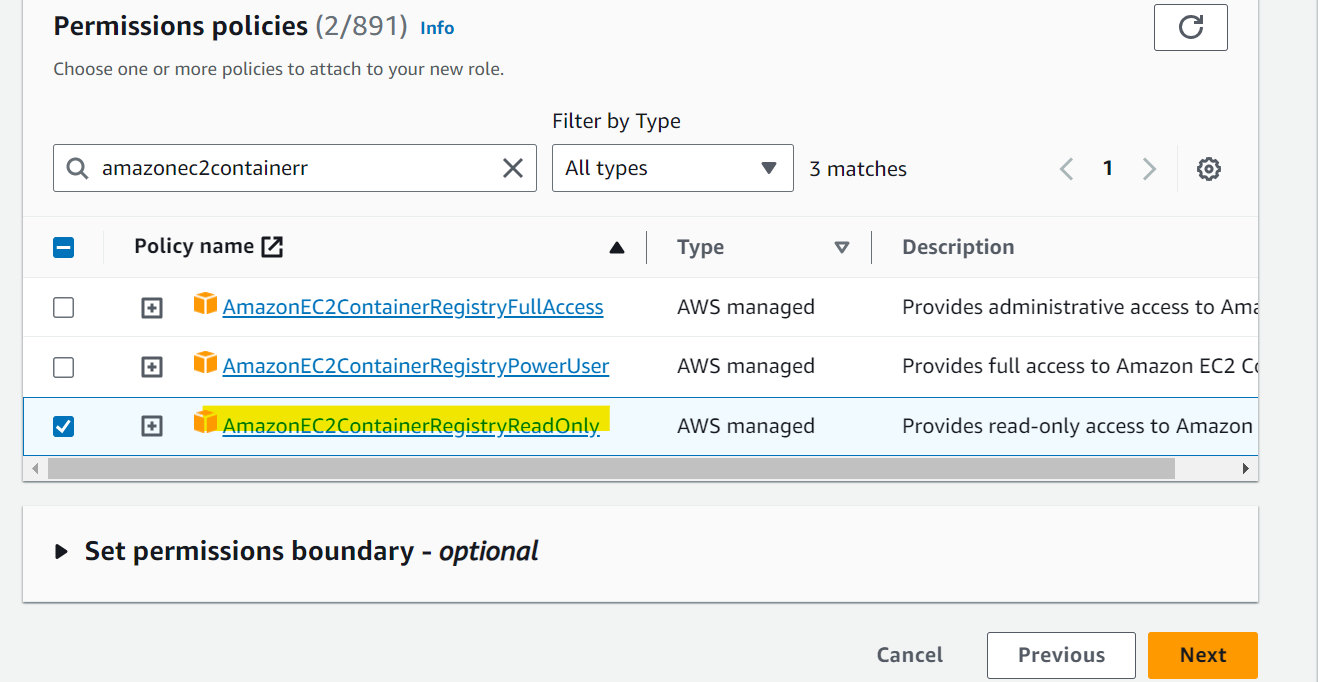 Permissions policies (2/891) Info
Choose one or more policies to attach to your new role.
Filter by Type
amazonec2containerr All types 3 matches 1
Policy name Type Description
AmazonEC2ContainerRegistryFullAccess AWS managed Provides administrative access to Ama
AmazonEC2ContainerRegistryPowerUser AWS managed Provides full access to Amazon EC2 Co
AmazonEC2ContainerRegistryReadOnly AWS managed Provides read-only access to Amazon
Set permissions boundary - optional
Cancel Previous Next